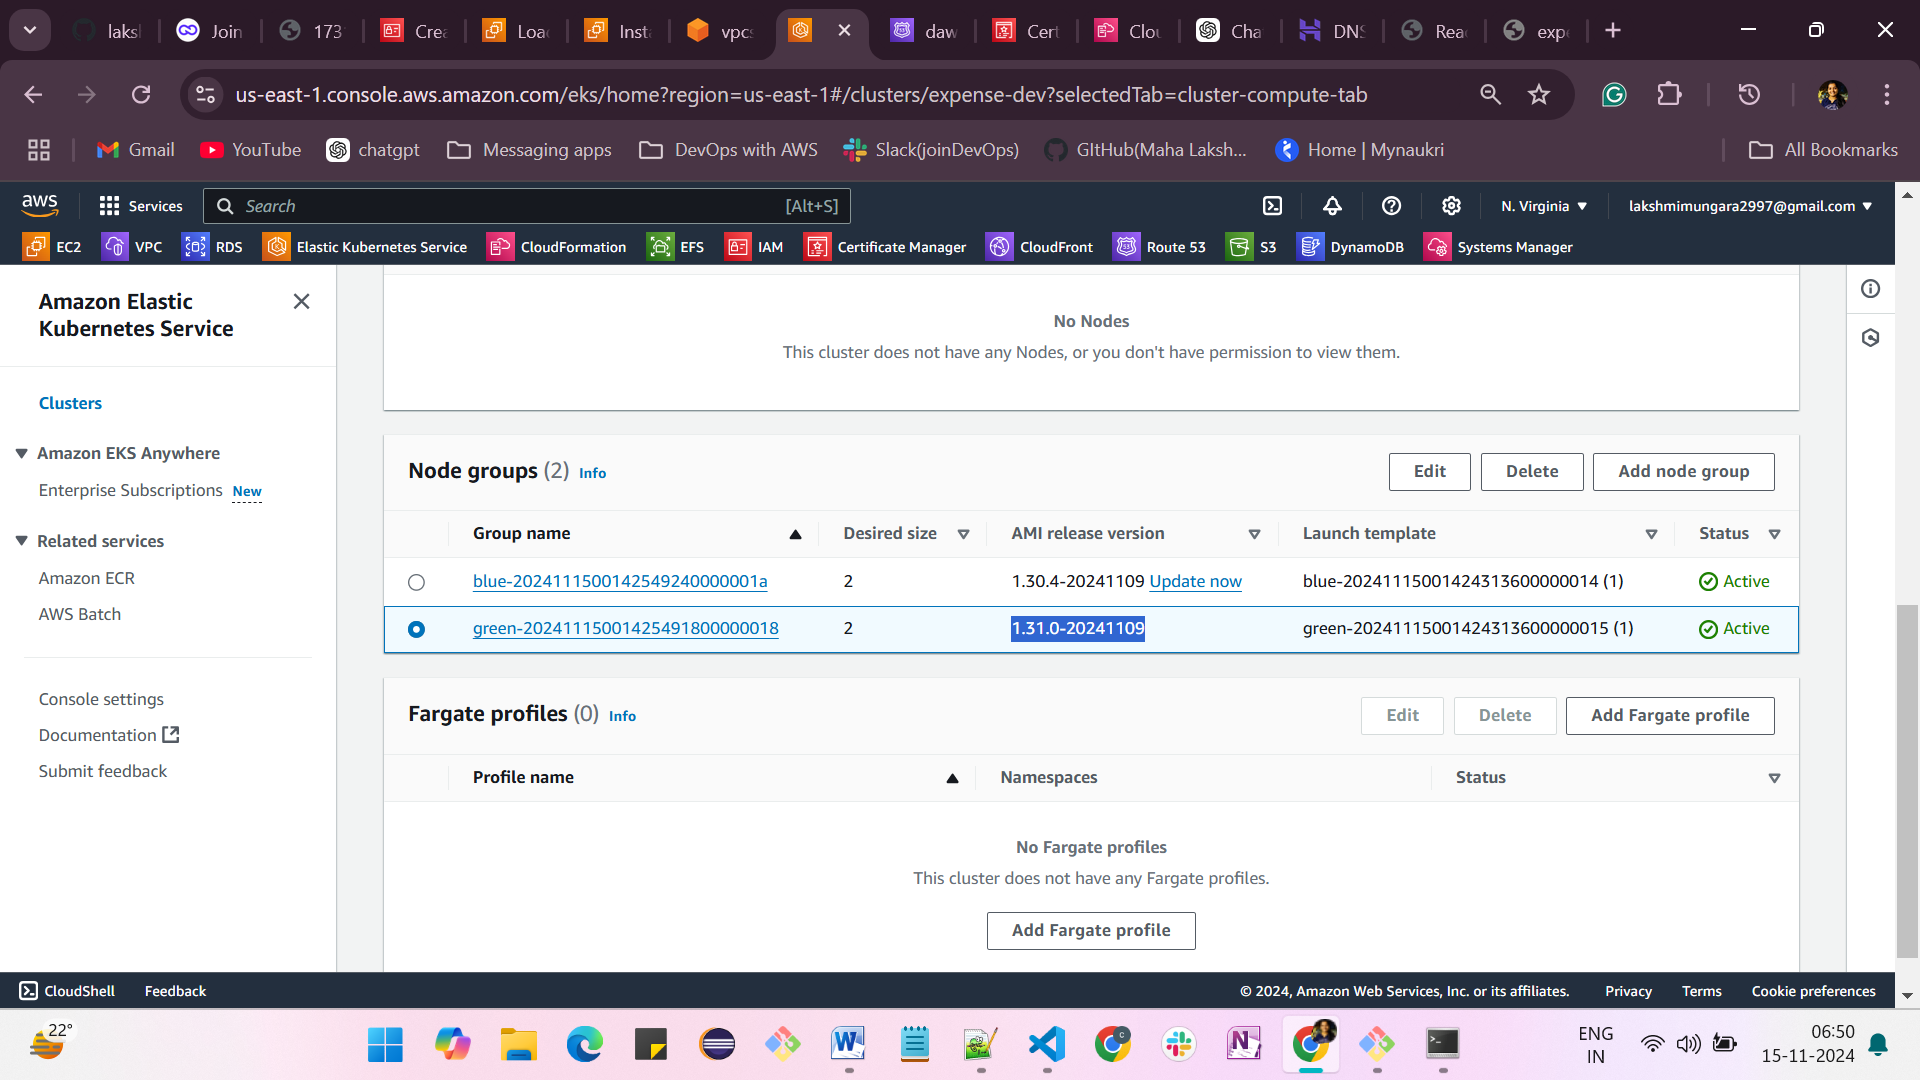 laksh
Join
173
Crea
Loa
Insta
vpcs
daw
Cert
Clou
Cha
DNS
Rea
expe
us-east-1.console.aws.amazon.com/eks/home?region=us-east-1#/clusters/expense-dev?selectedTab=cluster-compute-tab
Gmail
YouTube
chatgpt
Messaging apps
DevOps with AWS
Slack(joinDevOps)
GItHub(Maha Laksh...
Home | Mynaukri
All Bookmarks
aws
Services
Search
[Alt+S]
N. Virginia
lakshmimungara2997@gmail.com
EC2
VPC
RDS
Elastic Kubernetes Service
CloudFormation
EFS
IAM
Certificate Manager
CloudFront
Route 53
S3
DynamoDB
Systems Manager
Amazon Elastic
Kubernetes Service
Clusters
Amazon EKS Anywhere
Enterprise Subscriptions New
Related services
Amazon ECR
AWS Batch
Console settings
Documentation
Submit feedback
No Nodes
This cluster does not have any Nodes, or you don't have permission to view them.
Node groups (2) Info
Edit
Delete
Add node group
Group name
Desired size
AMI release version
Launch template
Status
blue-2024111500142549240000001a
2
1.30.4-20241109 Update now
blue-20241115001424313600000014 (1)
Active
green-20241115001425491800000018
2
1.31.0-20241109
green-20241115001424313600000015 (1)
Active
Fargate profiles (0) Info
Edit
Delete
Add Fargate profile
Profile name
Namespaces
Status
No Fargate profiles
This cluster does not have any Fargate profiles.
Add Fargate profile
CloudShell
Feedback
© 2024, Amazon Web Services, Inc. or its affiliates.
Privacy
Terms
Cookie preferences
22°
ENG
IN
06:50
15-11-2024